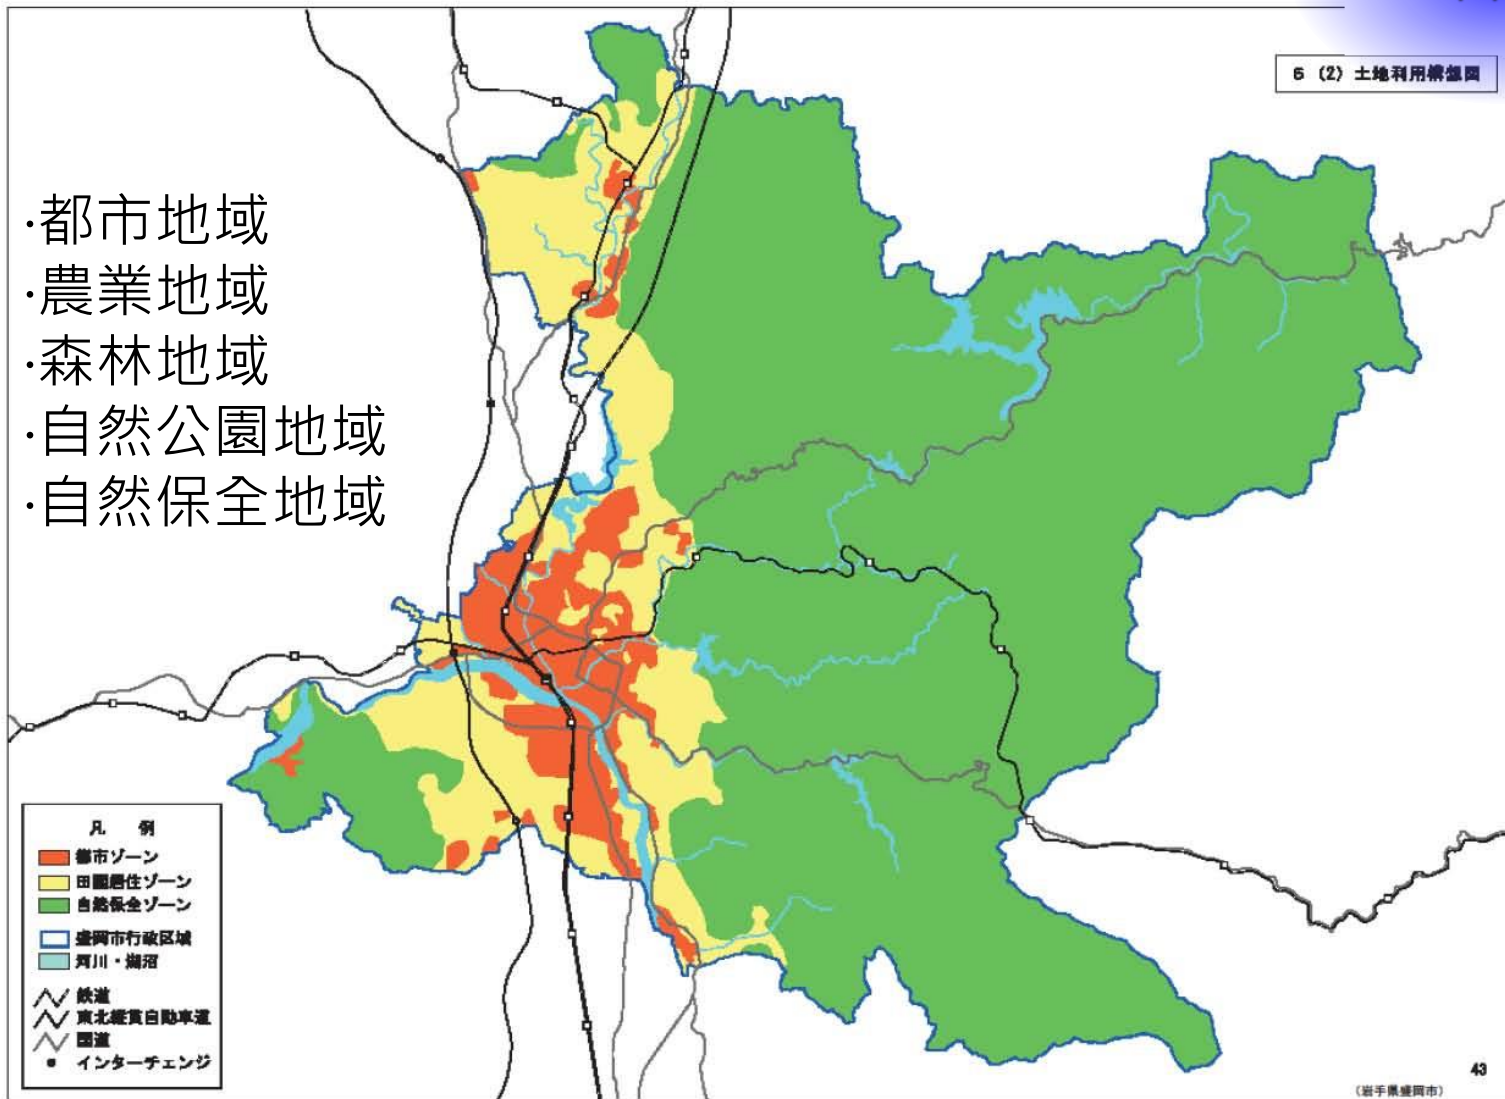 6 (2) 土地利用構想図
·都市地域
·農業地域
·森林地域
·自然公園地域
·自然保全地域
凡 例
都市ゾーン
田園居住ゾーン
自然保全ゾーン
盛岡市行政区域
河川・湖沼
鉄道
東北縦貫自動車道
国道
インターチェンジ
43
(岩手県盛岡市)